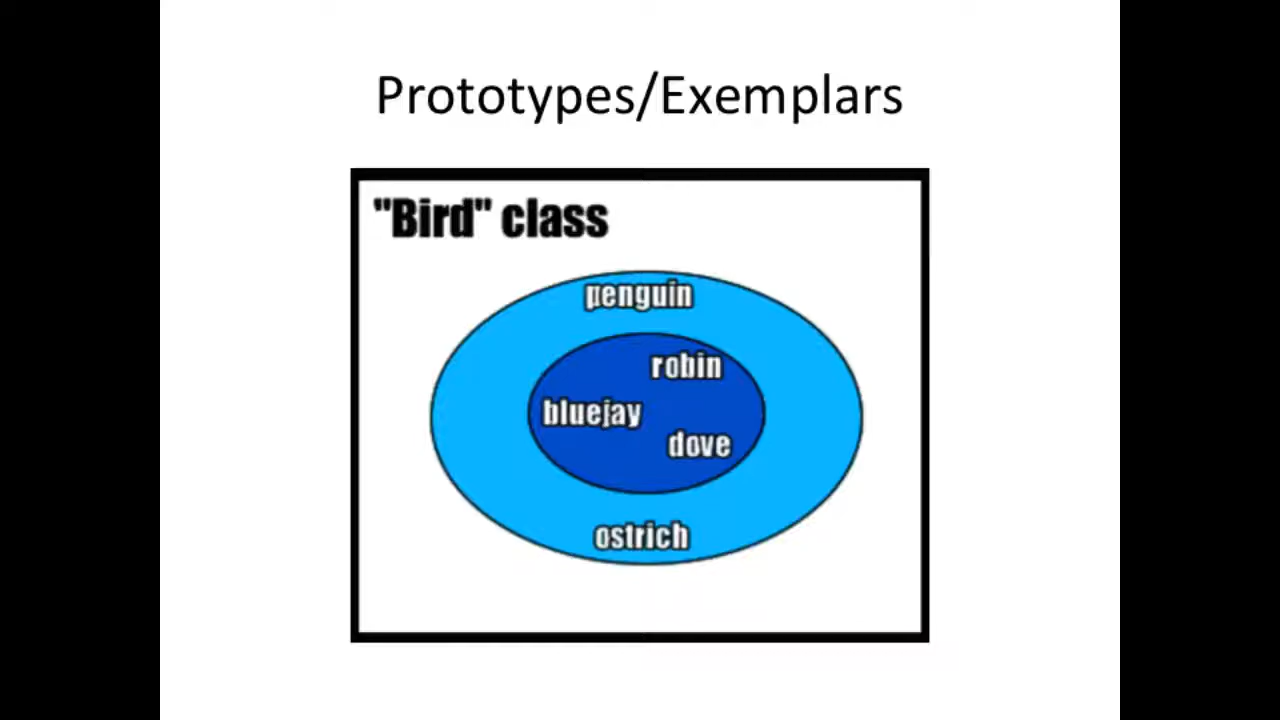 Prototypes/Exemplars
"Bird" class
penguin
robin
bluejay
dove
ostrich